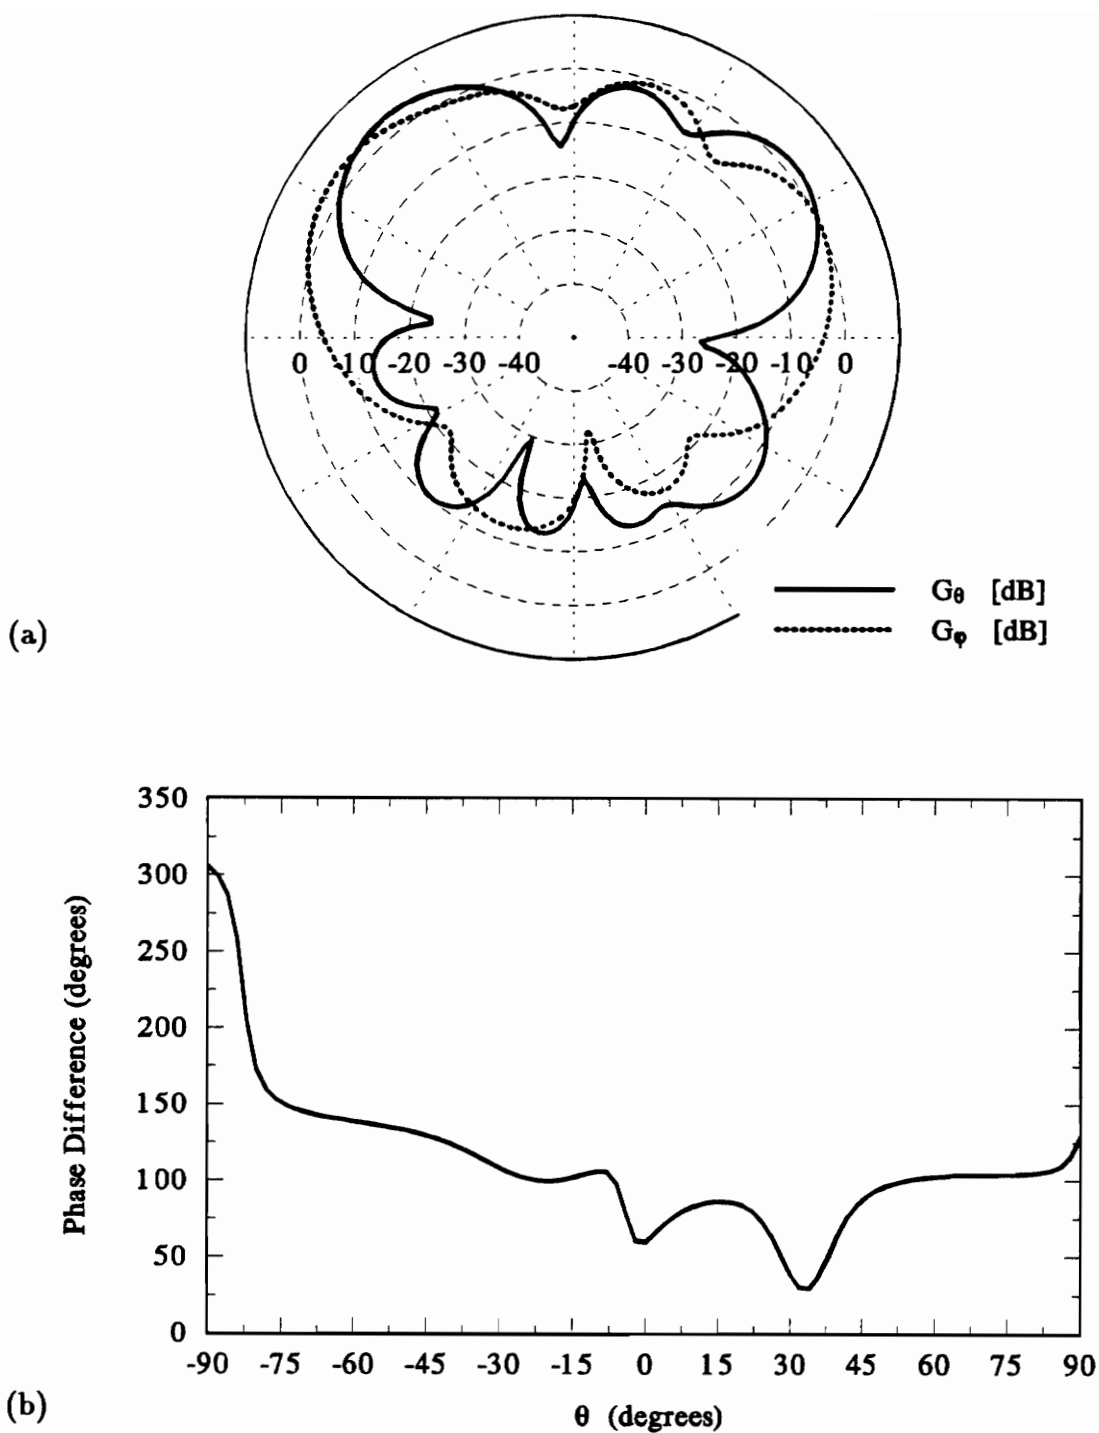 0 -10 -20 -30 -40 -40 -30 -20 -10 0
Gθ [dB]
Gφ [dB]
(a)
350
300
250
200
150
100
50
0
Phase Difference (degrees)
-90 -75 -60 -45 -30 -15 0 15 30 45 60 75 90
θ (degrees)
(b)